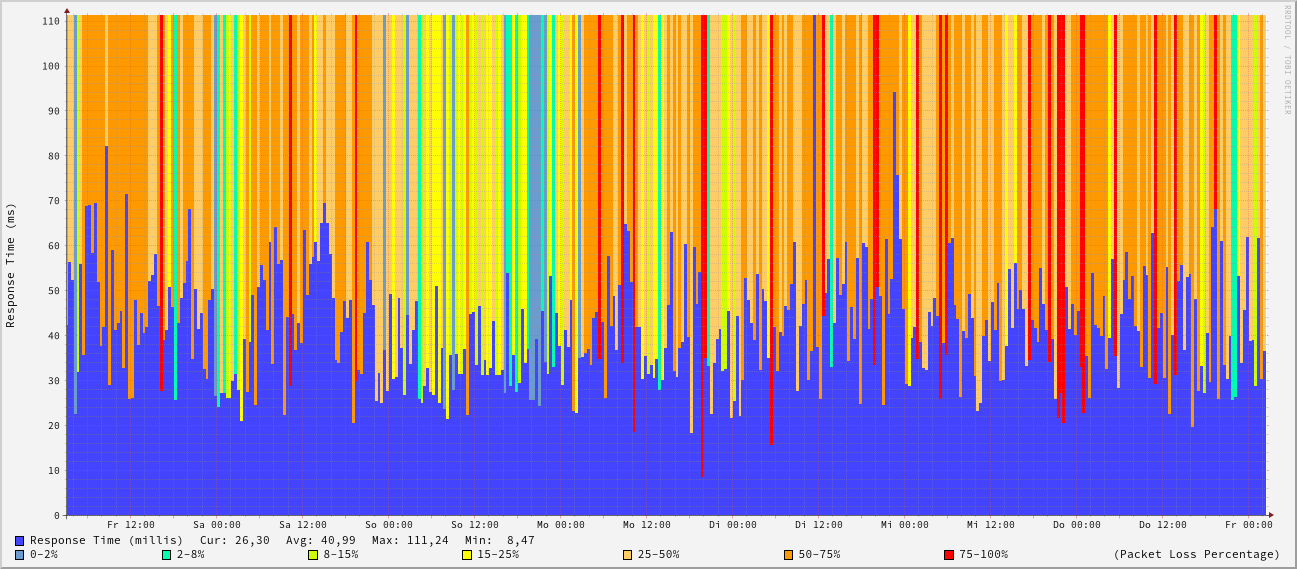 RRDTOOL / TOBI OETIKER
Response Time (ms)
110
100
90
80
70
60
50
40
30
20
10
0
Fr 12:00 Sa 00:00 Sa 12:00 So 00:00 So 12:00 Mo 00:00 Mo 12:00 Di 00:00 Di 12:00 Mi 00:00 Mi 12:00 Do 00:00 Do 12:00 Fr 00:00
Response Time (millis) Cur: 26,30 Avg: 40,99 Max: 111,24 Min: 8,47
0-2% 2-8% 8-15% 15-25% 25-50% 50-75% 75-100% (Packet Loss Percentage)